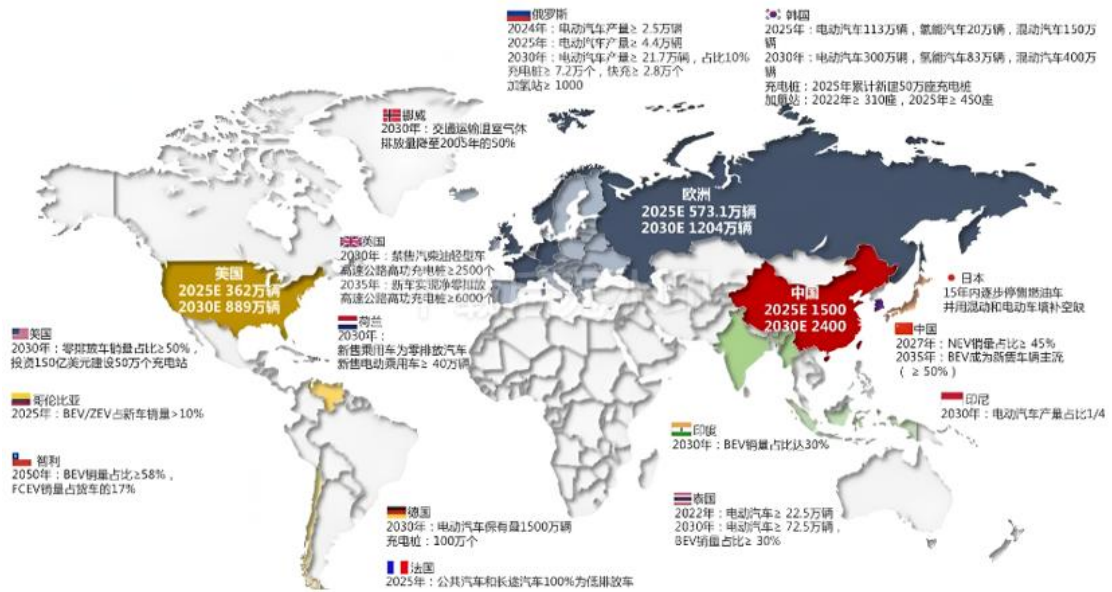 俄罗斯
2024年：电动汽车产量≥ 2.5万辆
2025年：电动汽车产量≥ 4.4万辆
2030年：电动汽车产量≥ 21.7万辆，占比10%
充电桩≥ 7.2万个，快充≥ 2.8万个
加氢站≥ 1000
韩国
2025年：电动汽车113万辆，氢能汽车20万辆，混动汽车150万
辆
2030年：电动汽车300万辆，氢能汽车83万辆，混动汽车400万
辆
充电桩：2025年累计新建50万座充电桩
加氢站：2022年≥ 310座，2025年≥ 450座
挪威
2030年：交通运输温室气体
排放量降至2005年的50%
欧洲
2025E 573.1万辆
2030E 1204万辆
英国
2030年：禁售汽柴油轻型车
高速公路高功充电桩≥2500个
2035年：新车实现净零排放，
高速公路高功充电桩≥6000个
美国
2025E 362万辆
2030E 889万辆
中国
2025E 1500
2030E 2400
日本
15年内逐步停售燃油车
并用混动和电动车填补空缺
荷兰
2030年：
新售乘用车为零排放汽车
新售电动乘用车≥ 40万辆
美国
2030年：零排放车销量占比≥50%，
投资150亿美元建设50万个充电站
中国
2027年：NEV销量占比≥ 45%
2035年：BEV成为新售车辆主流
（ ≥ 50%）
哥伦比亚
2025年：BEV/ZEV占新车销量>10%
印尼
2030年：电动汽车产量占比1/4
印度
2030年：BEV销量占比达30%
智利
2050年：BEV销量占比≥58%，
FCEV销量占货车的17%
泰国
2022年：电动汽车≥ 22.5万辆
2030年：电动汽车≥ 72.5万辆，
BEV销量占比≥ 30%
德国
2030年：电动汽车保有量1500万辆
充电桩：100万个
法国
2025年：公共汽车和长途汽车100%为低排放车